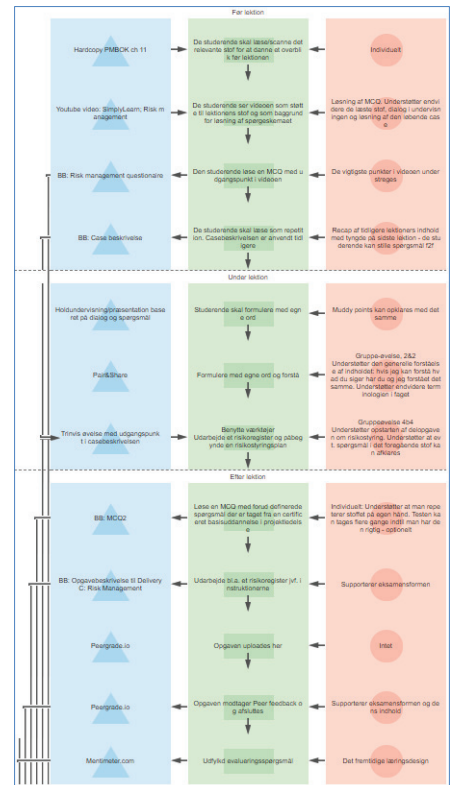 Før lektion
Hardcopy PMBOK ch 11
De studerende skal læse/scanne det
relevante stof for at danne et overbli
k før lektionen
Individuelt
Youtube video: SimplyLearn; Risk m
anagement
De studerende ser videoen som støtt
e til lektionens stof og som baggrund
for løsning af spørgeskemaet
Løsning af MCQ. Understøtter endvi
dere de læste stof, dialog i undervisn
ingen og løsning af den løbende cas
e
BB: Risk management questionaire
Den studerende løse en MCQ med u
dgangspunkt i videoen
De vigtigste punkter i videoen under
streges
BB: Case beskrivelse
De studerende skal læse som repetit
ion. Casebeskrivelsen er anvendt tid
ligere
Recap af tidligere lektioners indhold
med tyngde på sidste lektion - de stu
derende kan stille spørgsmål f2f
Under lektion
Holdundervisning/præsentation base
ret på dialog og spørgsmål
Studerende skal formulere med egn
e ord
Muddy points kan opklares med det
samme
Pair&Share
Formulere med egne ord og forstå
Gruppe-øvelse, 2&2
Understøtter den generelle forståels
e af indholdet; hvis jeg kan forstå hv
ad du siger har du og jeg forstået det
samme. Understøtter endvidere term
inologien i faget
Trinvis øvelse med udgangspunk
t i casebeskrivelsen
Benytte værktøjer
Udarbejde et risikoregister og påbeg
ynde en risikostyringsplan
Gruppeøvelse 4b4
Understøtter opstarten af delopgav
en om risikostyring. Understøtter at ev
t. spørgsmål i det foregående stof ka
n afklares
Efter lektion
BB: MCQ2
Løse en MCQ med forud definerede
spørgsmål der er taget fra en certific
eret basisuddannelse i projektledels
e
Individuelt: Understøtter at man repe
terer stoffet på egen hånd. Testen ka
n tages flere gange indtil man har de
n rigtig - optionelt
BB: Opgavebeskrivelse til Delivery
C: Risk Management
Udarbejde bl.a. et risikoregister jvf. i
nstruktionerne
Supporterer eksamensformen
Peergrade.io
Opgaven uploades her
Intet
Peergrade.io
Opgaven modtager Peer feedback o
g afsluttes
Supporterer eksamensformen og de
ns indhold
Mentimeter.com
Udfylkd evalueringsspørgsmål
Det fremtidige læringsdesign